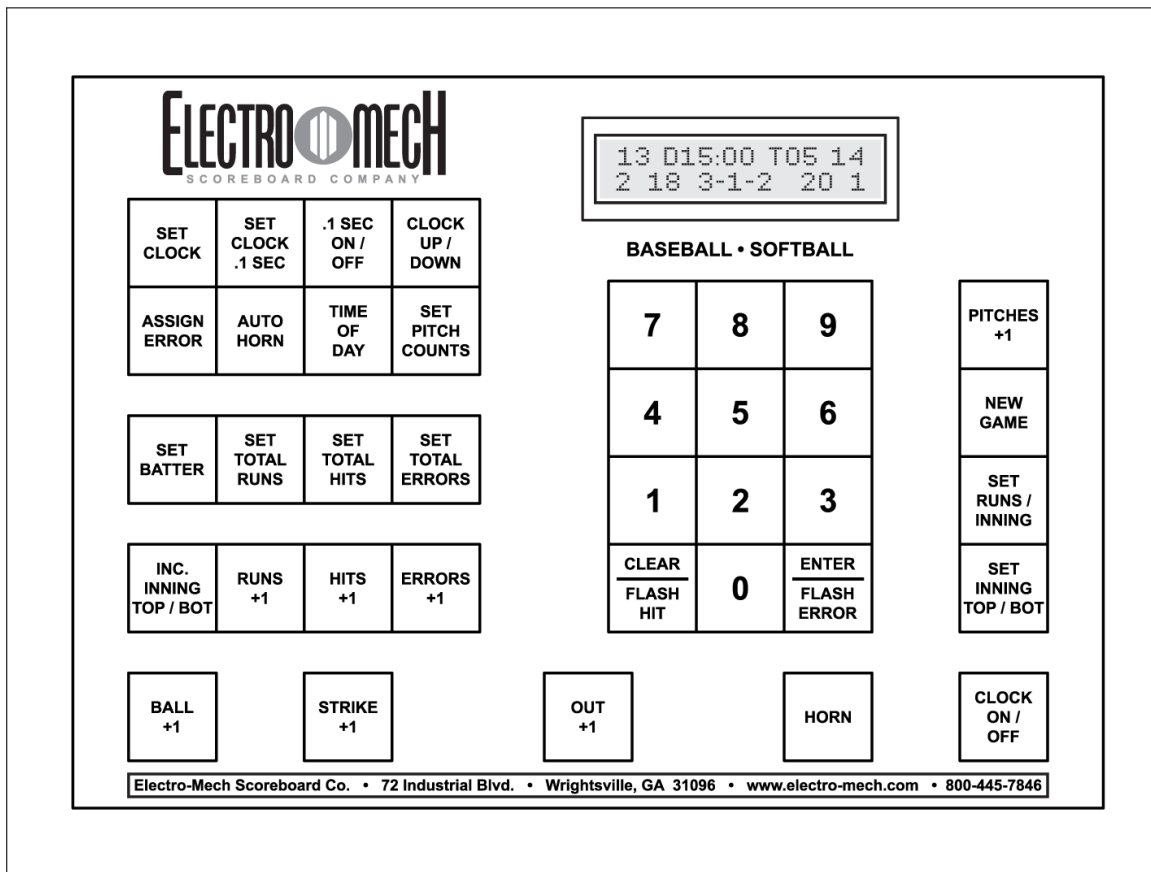 ELECTRO MECH
SCOREBOARD COMPANY
13 D15:00 T05 14
2 18 3-1-2 20 1
BASEBALL • SOFTBALL
SET
CLOCK
SET
CLOCK
.1 SEC
.1 SEC
ON /
OFF
CLOCK
UP /
DOWN
ASSIGN
ERROR
AUTO
HORN
TIME
OF
DAY
SET
PITCH
COUNTS
SET
BATTER
SET
TOTAL
RUNS
SET
TOTAL
HITS
SET
TOTAL
ERRORS
INC.
INNING
TOP / BOT
RUNS
+1
HITS
+1
ERRORS
+1
7
8
9
4
5
6
1
2
3
CLEAR
FLASH
HIT
0
ENTER
FLASH
ERROR
PITCHES
+1
NEW
GAME
SET
RUNS /
INNING
SET
INNING
TOP / BOT
BALL
+1
STRIKE
+1
OUT
+1
HORN
CLOCK
ON /
OFF
Electro-Mech Scoreboard Co. • 72 Industrial Blvd. • Wrightsville, GA 31096 • www.electro-mech.com • 800-445-7846